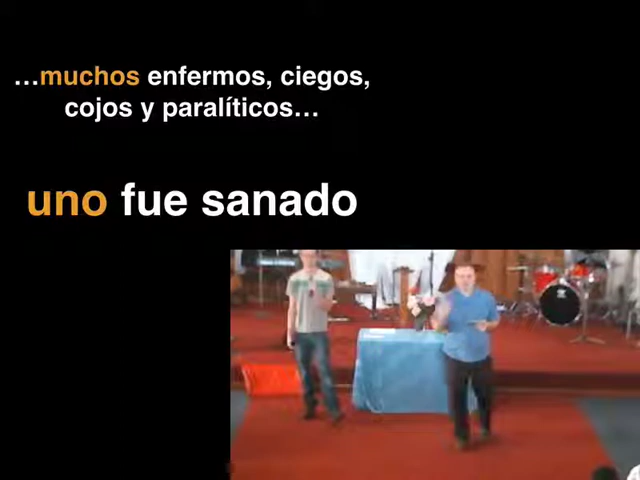 …muchos enfermos, ciegos,
cojos y paralíticos…
uno fue sanado